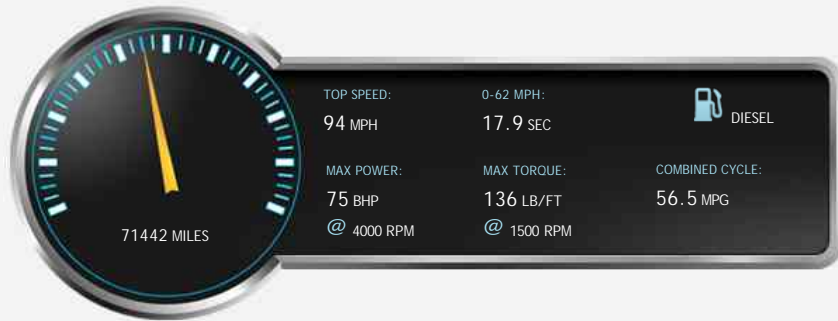 TOP SPEED:
94 MPH
0-62 MPH:
17.9 SEC
DIESEL
MAX POWER:
75 BHP
@ 4000 RPM
MAX TORQUE:
136 LB/FT
@ 1500 RPM
COMBINED CYCLE:
56.5 MPG
71442 MILES